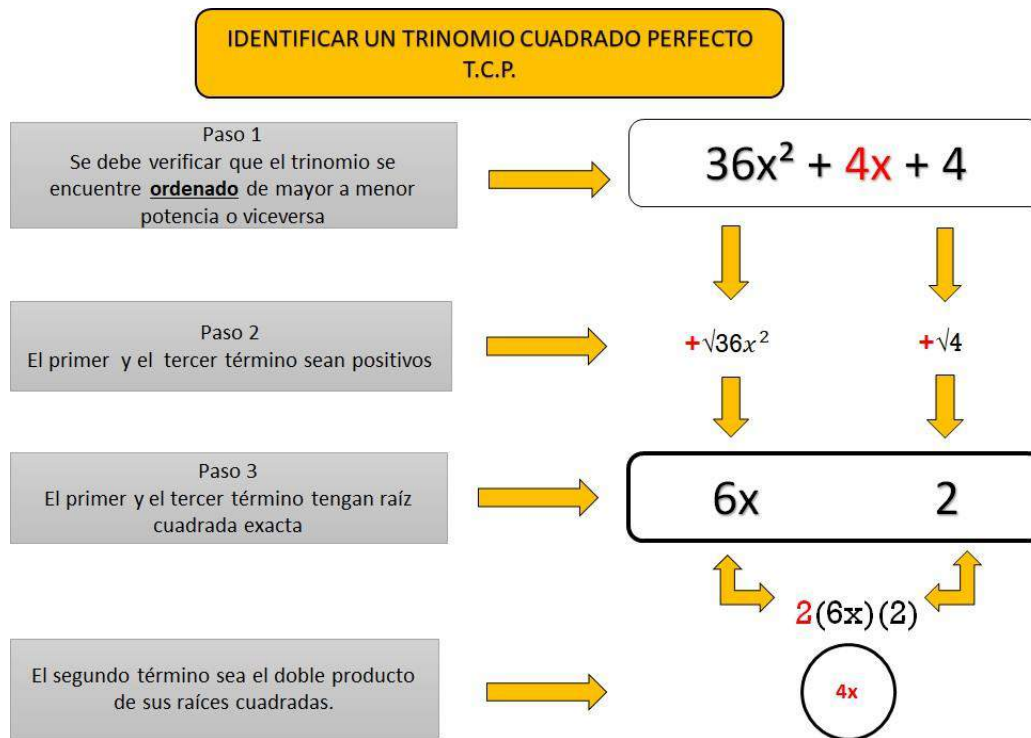 IDENTIFICAR UN TRINOMIO CUADRADO PERFECTO
T.C.P.
Paso 1
Se debe verificar que el trinomio se
encuentre ordenado de mayor a menor
potencia o viceversa
36x² + 4x + 4
Paso 2
El primer y el tercer término sean positivos
+√36x² +√4
Paso 3
El primer y el tercer término tengan raíz
cuadrada exacta
6x 2
2(6x)(2)
El segundo término sea el doble producto
de sus raíces cuadradas.
4x